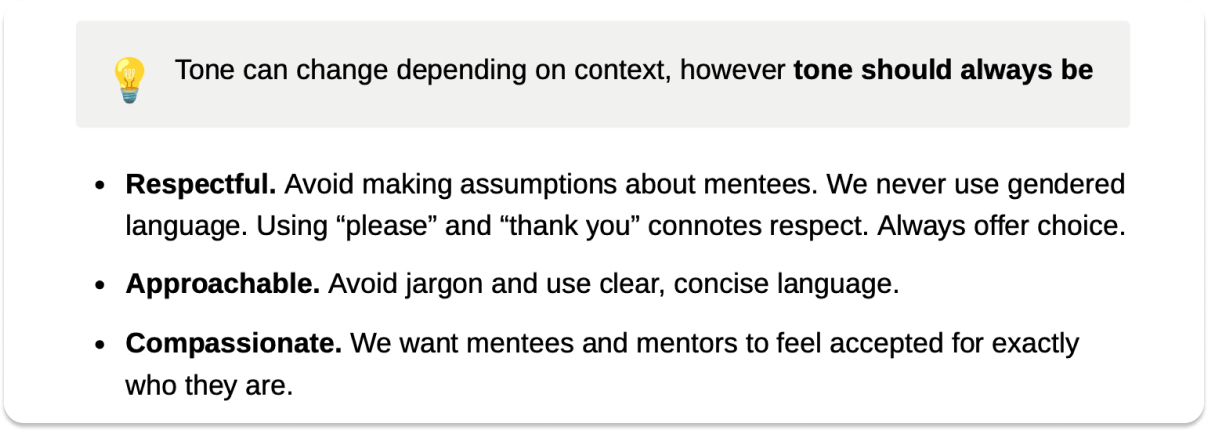 Tone can change depending on context, however tone should always be
• Respectful. Avoid making assumptions about mentees. We never use gendered
language. Using “please” and “thank you” connotes respect. Always offer choice.
• Approachable. Avoid jargon and use clear, concise language.
• Compassionate. We want mentees and mentors to feel accepted for exactly
who they are.